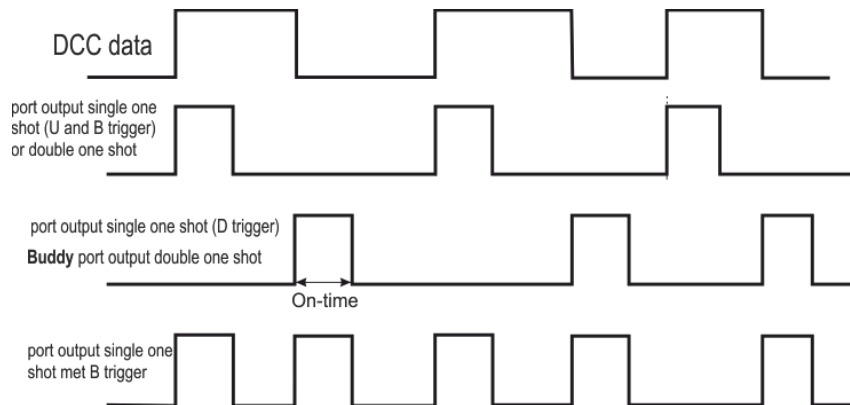 DCC data
port output single one
shot (U and B trigger)
or double one shot
port output single one shot (D trigger)
Buddy port output double one shot
On-time
port output single one
shot met B trigger